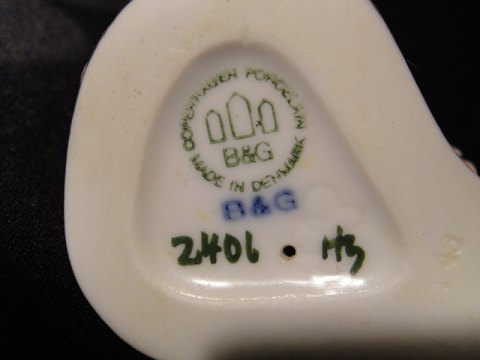 COPENHAGEN PORCELAIN
B&G
MADE IN DENMARK
B&G
2406